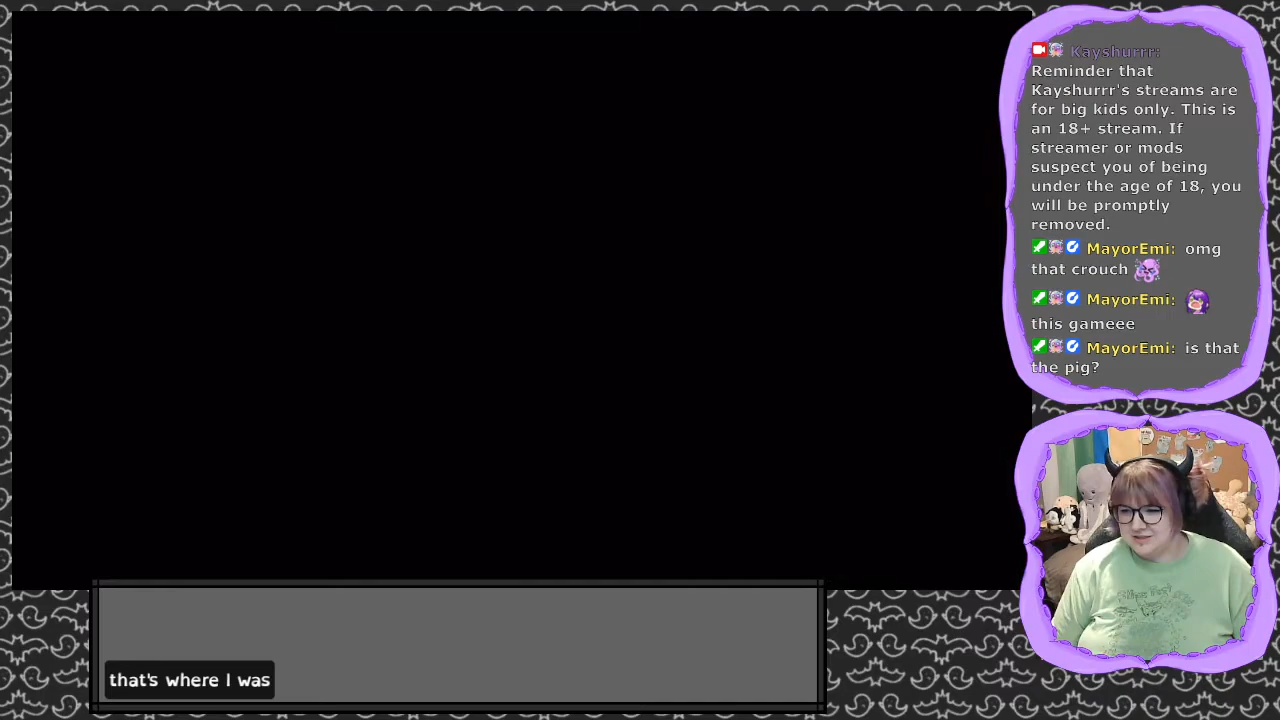 Kayshurrr:
Reminder that
Kayshurrr's streams are
for big kids only. This is
an 18+ stream. If
streamer or mods
suspect you of being
under the age of 18, you
will be promptly
removed.
MayorEmi: omg
that crouch
MayorEmi:
this gameee
MayorEmi: is that
the pig?
that's where I was